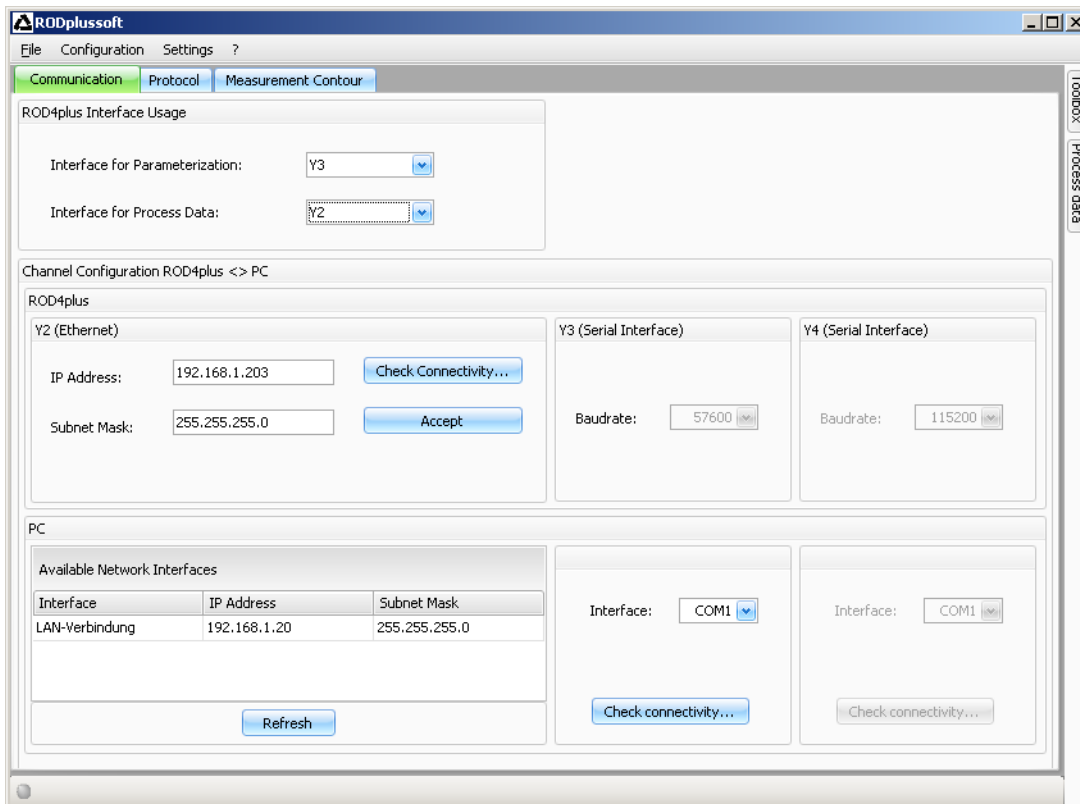 RODplussoft
File Configuration Settings ?
Communication Protocol Measurement Contour
Toolbox
Process data
ROD4plus Interface Usage
Interface for Parameterization: Y3
Interface for Process Data: Y2
Channel Configuration ROD4plus <> PC
ROD4plus
Y2 (Ethernet)
IP Address: 192.168.1.203 Check Connectivity...
Subnet Mask: 255.255.255.0 Accept
Y3 (Serial Interface)
Baudrate: 57600
Y4 (Serial Interface)
Baudrate: 115200
PC
Available Network Interfaces
Interface IP Address Subnet Mask
LAN-Verbindung 192.168.1.20 255.255.255.0
Refresh
Interface: COM1
Check connectivity...
Interface: COM1
Check connectivity...